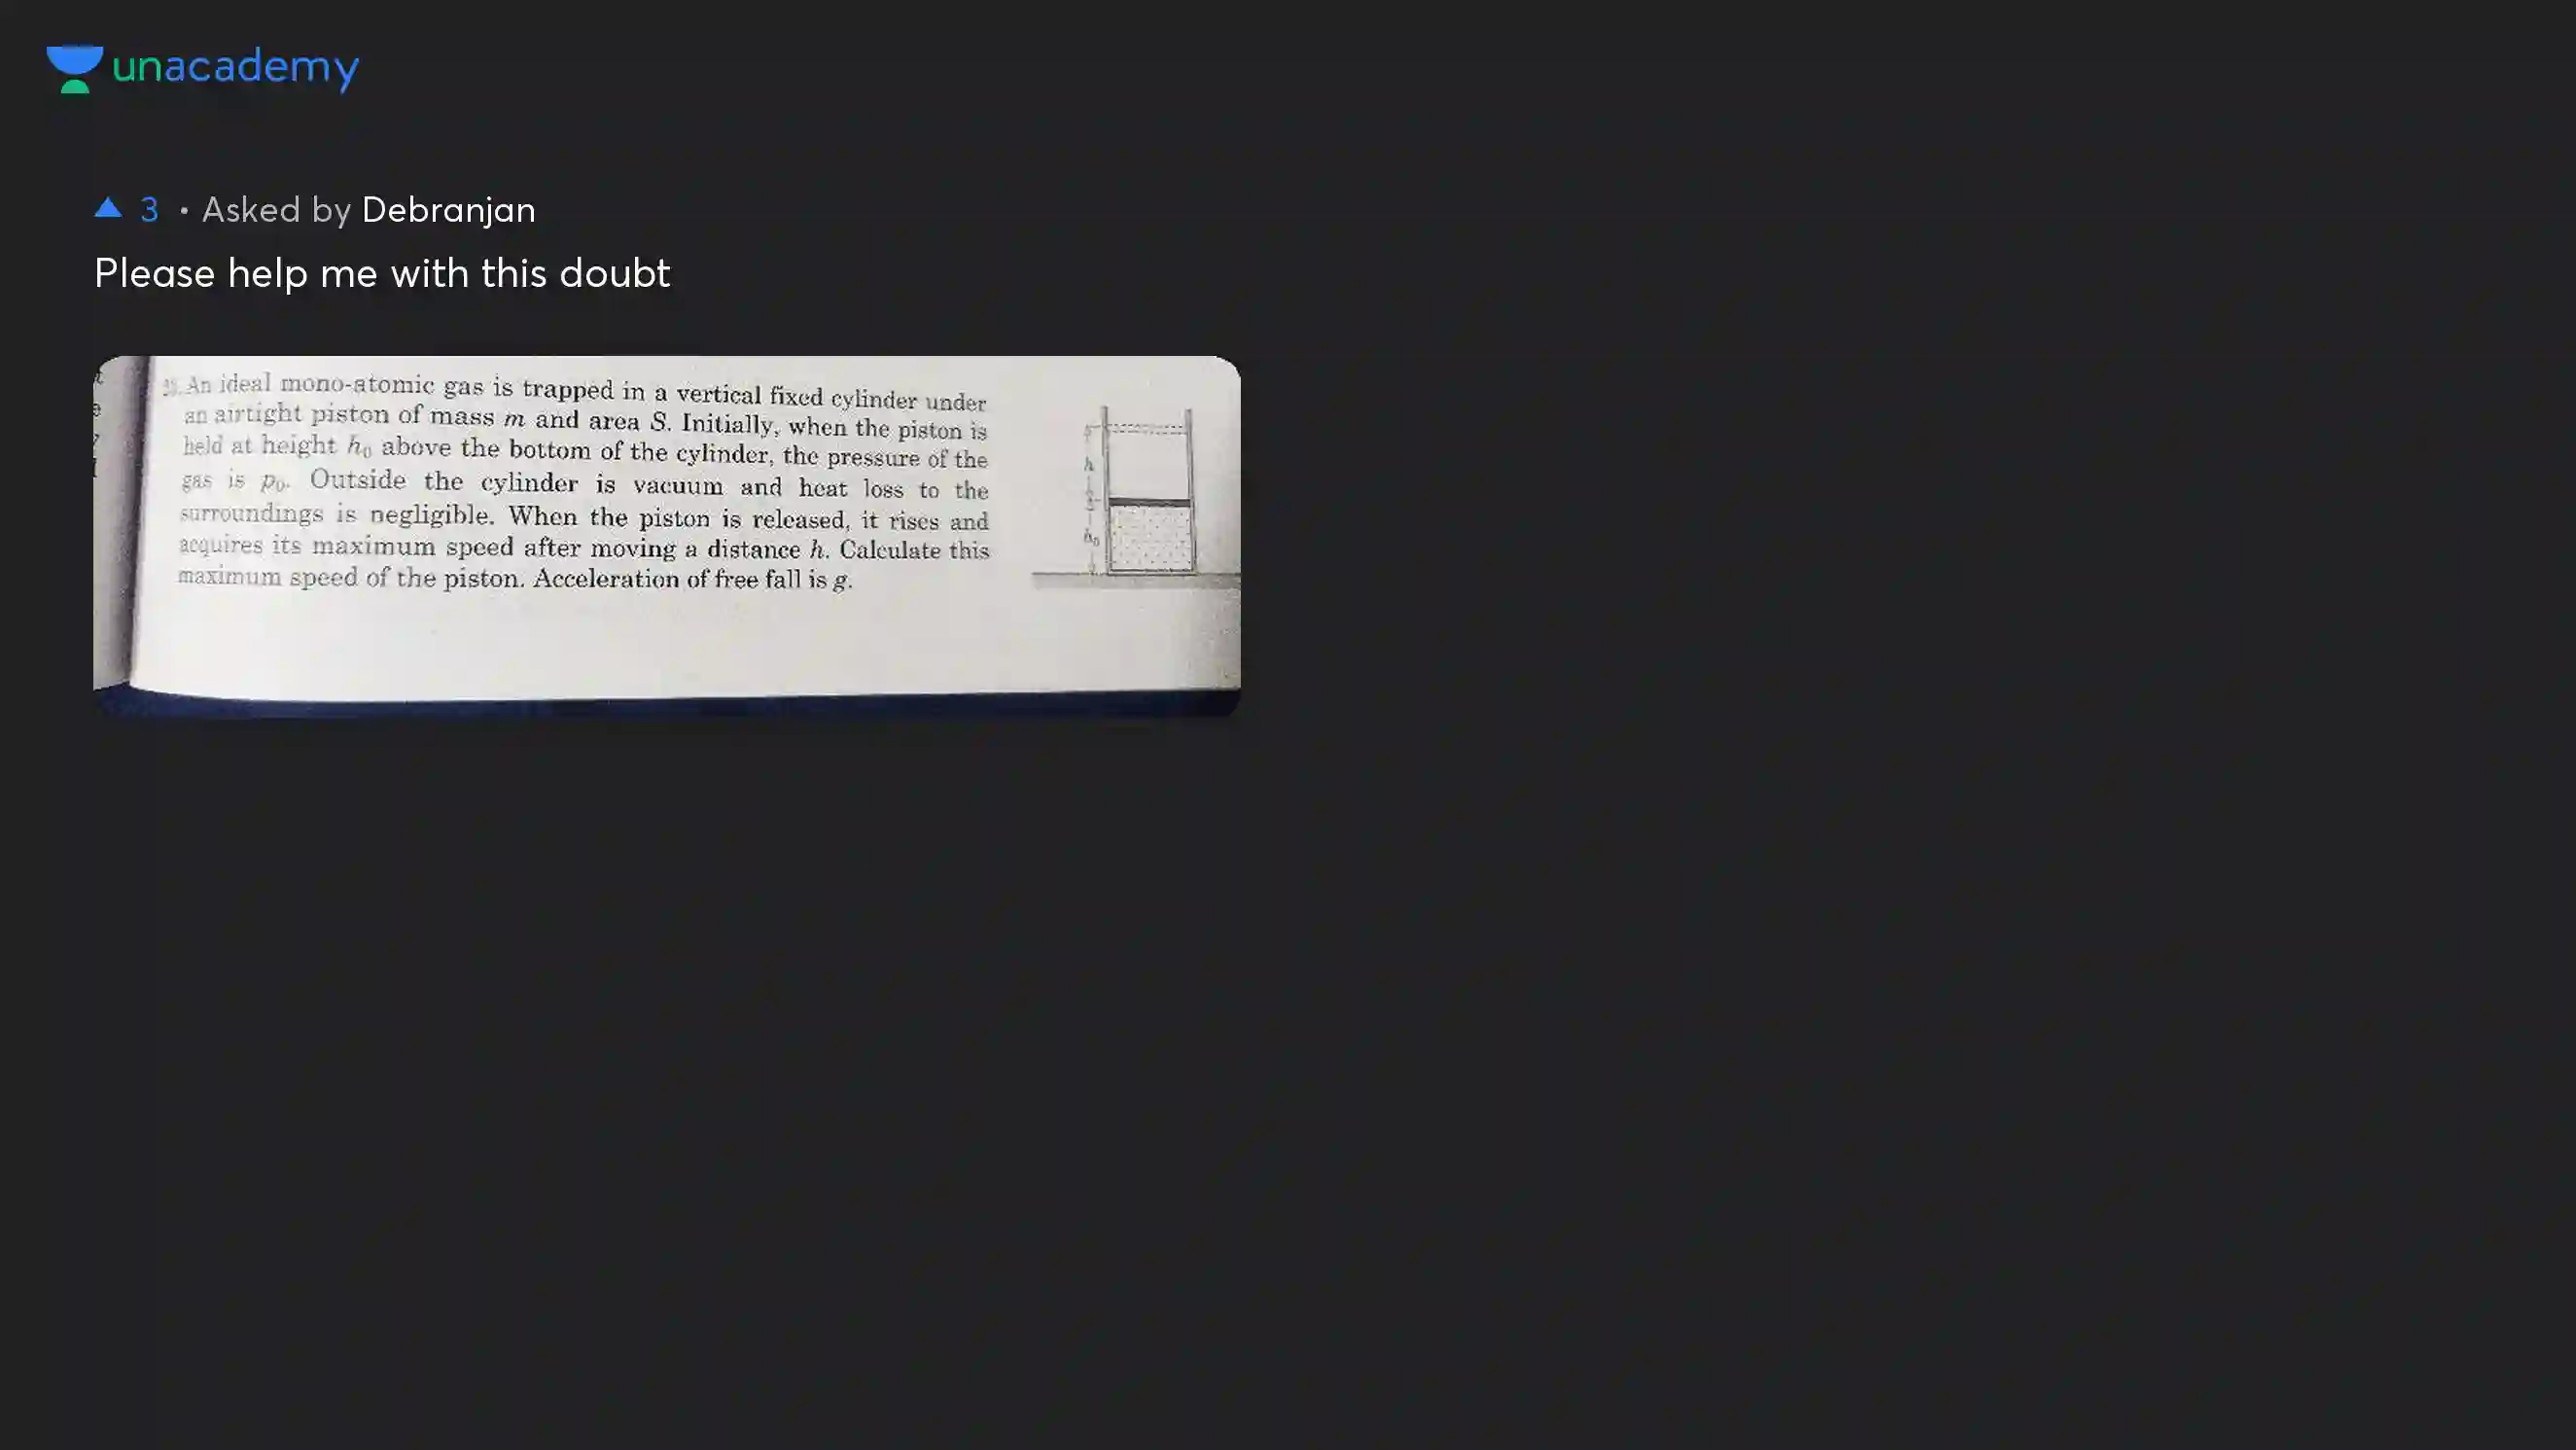 unacademy
▲ 3 • Asked by Debranjan
Please help me with this doubt
An ideal mono-atomic gas is trapped in a vertical fixed cylinder under
an airtight piston of mass m and area S. Initially, when the piston is
held at height h₀ above the bottom of the cylinder, the pressure of the
gas is p₀. Outside the cylinder is vacuum and heat loss to the
surroundings is negligible. When the piston is released, it rises and
acquires its maximum speed after moving a distance h. Calculate this
maximum speed of the piston. Acceleration of free fall is g.
h
h₀